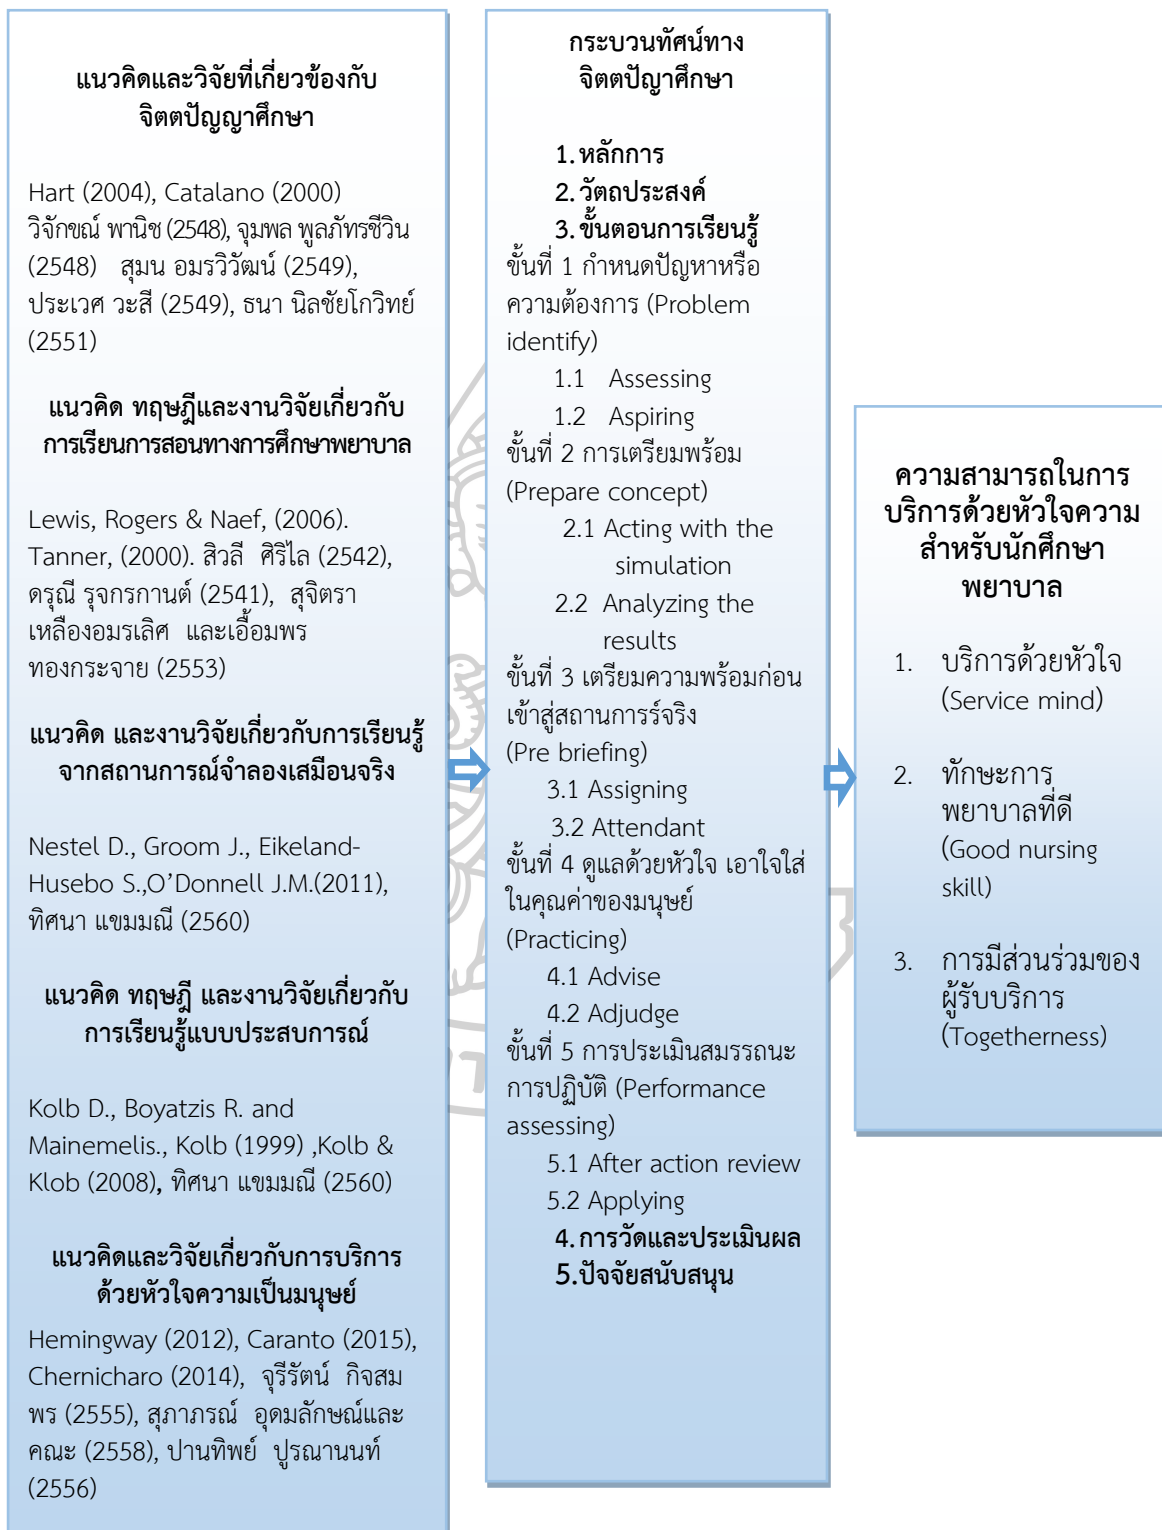 แนวคิดและวิจัยที่เกี่ยวข้องกับ
จิตตปัญญาศึกษา
Hart (2004), Catalano (2000)
วิจักขณ์ พานิช (2548), จุมพล พูลภัทรชีวิน
(2548) สุมน อมรวิวัฒน์ (2549),
ประเวศ วะสี (2549), ธนา นิลชัยโกวิทย์
(2551)
แนวคิด ทฤษฎีและงานวิจัยเกี่ยวกับ
การเรียนการสอนทางการศึกษาพยาบาล
Lewis, Rogers & Naef, (2006).
Tanner, (2000). สิวลี ศิริไล (2542),
ดรุณี รุจกรกานต์ (2541), สุจิตรา
เหลืองอมรเลิศ และเอื้อมพร
ทองกระจาย (2553)
แนวคิด และงานวิจัยเกี่ยวกับการเรียนรู้
จากสถานการณ์จำลองเสมือนจริง
Nestel D., Groom J., Eikeland-
Husebo S.,O’Donnell J.M.(2011),
ทิศนา แขมมณี (2560)
แนวคิด ทฤษฎี และงานวิจัยเกี่ยวกับ
การเรียนรู้แบบประสบการณ์
Kolb D., Boyatzis R. and
Mainemelis., Kolb (1999) ,Kolb &
Klob (2008), ทิศนา แขมมณี (2560)
แนวคิดและวิจัยเกี่ยวกับการบริการ
ด้วยหัวใจความเป็นมนุษย์
Hemingway (2012), Caranto (2015),
Chernicharo (2014), จุรีรัตน์ กิจสม
พร (2555), สุภาภรณ์ อุดมลักษณ์และ
คณะ (2558), ปานทิพย์ ปูรณานนท์
(2556)
กระบวนทัศน์ทาง
จิตตปัญาศึกษา
1. หลักการ
2. วัตถประสงค์
3. ขั้นตอนการเรียนรู้
ขั้นที่ 1 กำหนดปัญหาหรือ
ความต้องการ (Problem
identify)
1.1 Assessing
1.2 Aspiring
ขั้นที่ 2 การเตรียมพร้อม
(Prepare concept)
2.1 Acting with the
simulation
2.2 Analyzing the
results
ขั้นที่ 3 เตรียมความพร้อมก่อน
เข้าสู่สถานการร์จริง
(Pre briefing)
3.1 Assigning
3.2 Attendant
ขั้นที่ 4 ดูแลด้วยหัวใจ เอาใจใส่
ในคุณค่าของมนุษย์
(Practicing)
4.1 Advise
4.2 Adjudge
ขั้นที่ 5 การประเมินสมรรถนะ
การปฏิบัติ (Performance
assessing)
5.1 After action review
5.2 Applying
4. การวัดและประเมินผล
5.ปัจจัยสนับสนุน
ความสามารถในการ
บริการด้วยหัวใจความ
สำหรับนักศึกษา
พยาบาล
1. บริการด้วยหัวใจ
(Service mind)
2. ทักษะการ
พยาบาลที่ดี
(Good nursing
skill)
3. การมีส่วนร่วมของ
ผู้รับบริการ
(Togetherness)